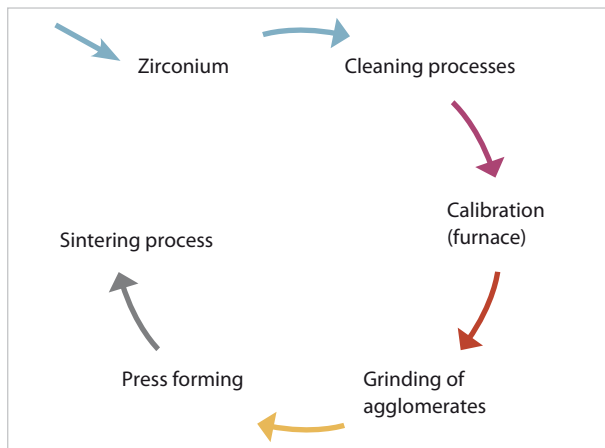 Zirconium
Cleaning processes
Calibration
(furnace)
Grinding of
agglomerates
Press forming
Sintering process